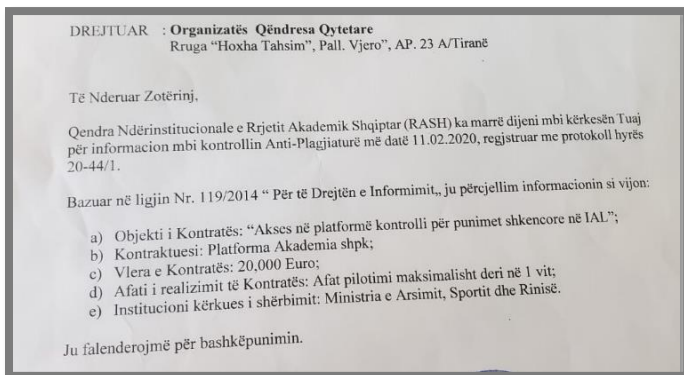 DREJTUAR : Organizatës Qëndresa Qytetare
Rruga “Hoxha Tahsim”, Pall. Vjero”, AP. 23 A/Tiranë
Të Nderuar Zotërinj,
Qendra Ndërinstitucionale e Rrjetit Akademik Shqiptar (RASH) ka marrë dijeni mbi kërkesën Tuaj
për informacion mbi kontrollin Anti-Plagjiaturë më datë 11.02.2020, regjistruar me protokoll hyrës
20-44/1.
Bazuar në ligjin Nr. 119/2014 “ Për të Drejtën e Informimit„ ju përcjellim informacionin si vijon:
a) Objekti i Kontratës: “Akses në platformë kontrolli për punimet shkencore në IAL”;
b) Kontraktuesi: Platforma Akademia shpk;
c) Vlera e Kontratës: 20,000 Euro;
d) Afati i realizimit të Kontratës: Afat pilotimi maksimalisht deri në 1 vit;
e) Institucioni kërkues i shërbimit: Ministria e Arsimit, Sportit dhe Rinisë.
Ju falenderojmë për bashkëpunimin.